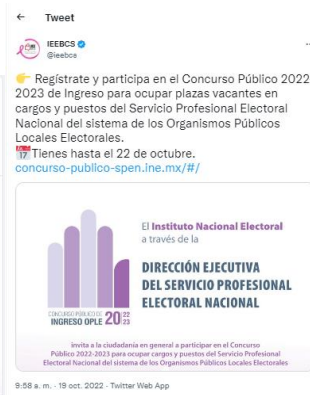 ← Tweet
IEEBCS
@ieebcs
Regístrate y participa en el Concurso Público 2022
2023 de Ingreso para ocupar plazas vacantes en
cargos y puestos del Servicio Profesional Electoral
Nacional del sistema de los Organismos Públicos
Locales Electorales.
Tienes hasta el 22 de octubre.
concurso-publico-spen.ine.mx/#/
El Instituto Nacional Electoral
a través de la
DIRECCIÓN EJECUTIVA
DEL SERVICIO PROFESIONAL
ELECTORAL NACIONAL
CONCURSO PÚBLICO DE
INGRESO OPLE 2022 23
invita a la ciudadanía en general a participar en el Concurso
Público 2022-2023 para ocupar cargos y puestos del Servicio Profesional
Electoral Nacional del sistema de los Organismos Públicos Locales Electorales
9:58 a. m. · 19 oct. 2022 · Twitter Web App